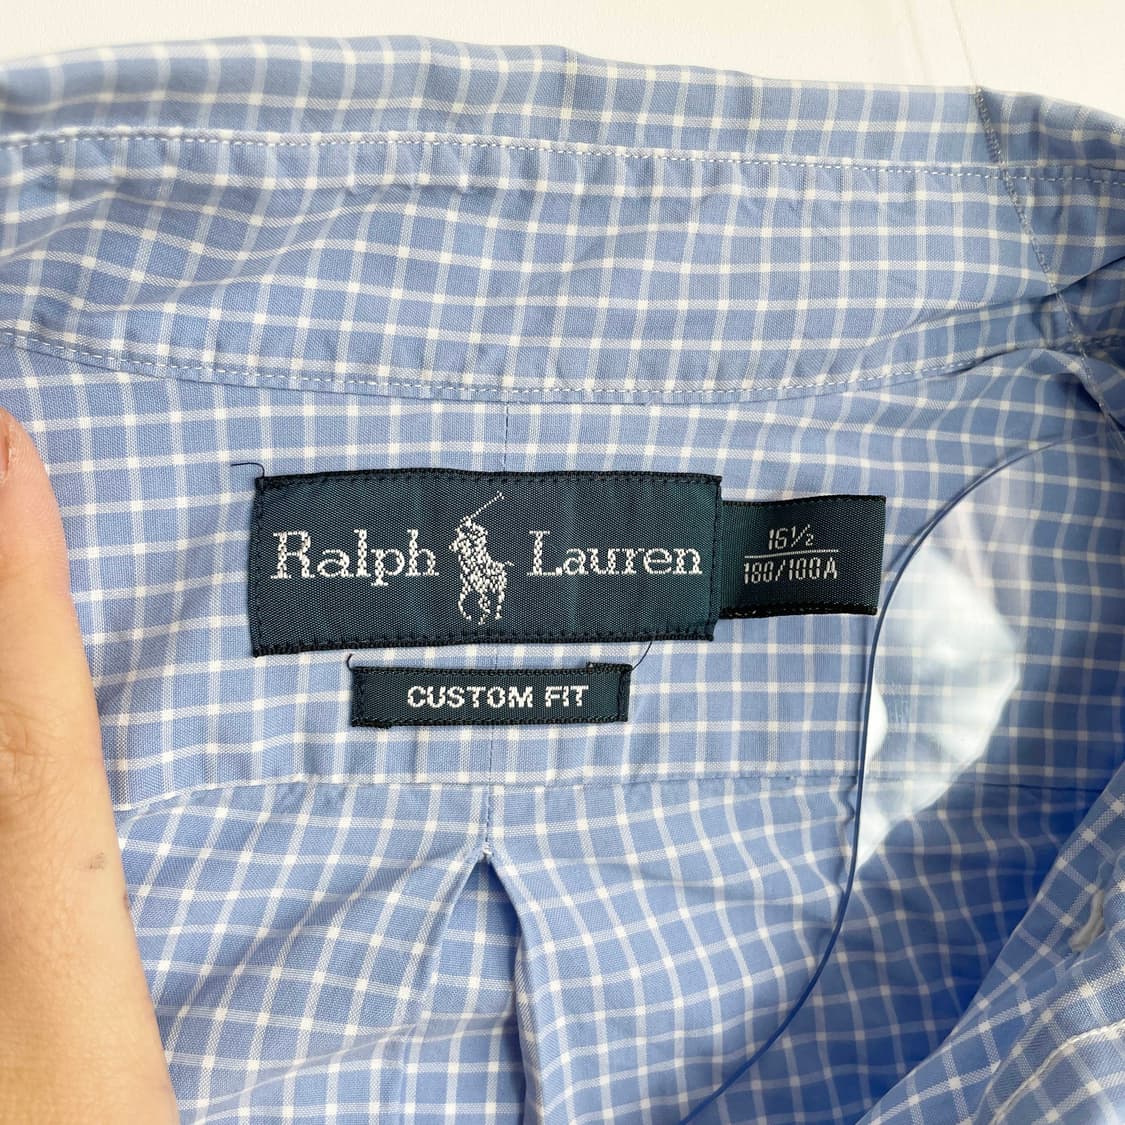 Ralph Lauren
16½
180/100A
CUSTOM FIT